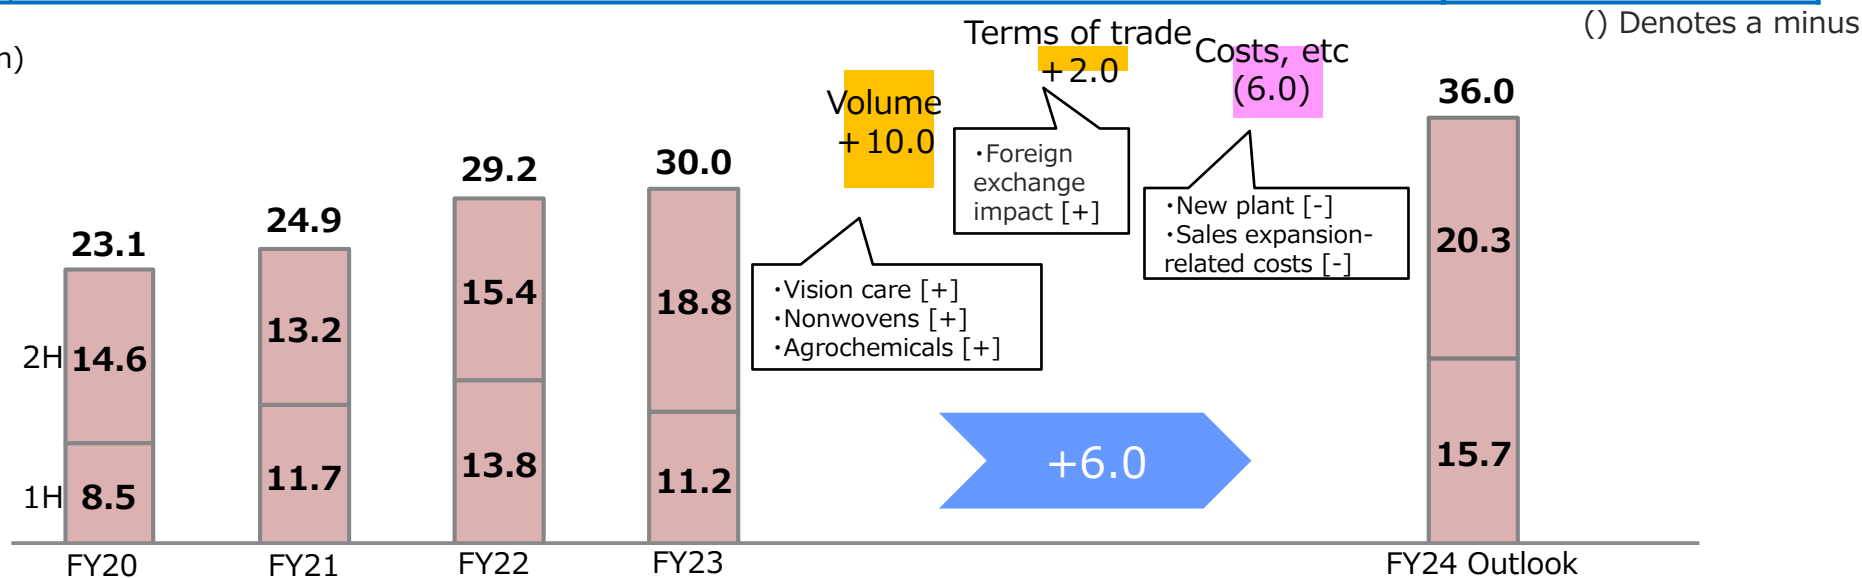 () Denotes a minus
n)
Terms of trade
+2.0
Costs, etc
(6.0)
Volume
+10.0
36.0
・Foreign
exchange
impact [+]
・New plant [-]
・Sales expansion-
related costs [-]
・Vision care [+]
・Nonwovens [+]
・Agrochemicals [+]
23.1
24.9
29.2
30.0
2H
14.6
13.2
15.4
18.8
20.3
1H
8.5
11.7
13.8
11.2
+6.0
15.7
FY20
FY21
FY22
FY23
FY24 Outlook